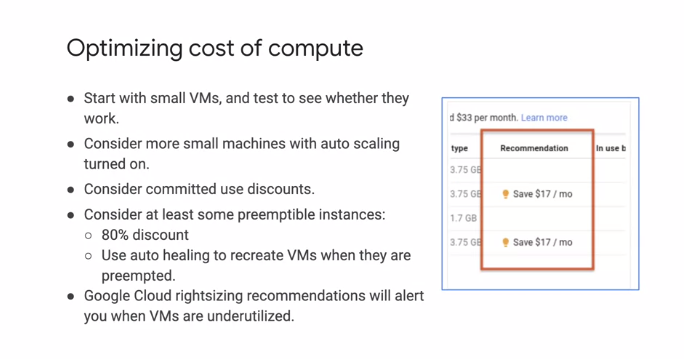 Optimizing cost of compute
● Start with small VMs, and test to see whether they
work.
● Consider more small machines with auto scaling
turned on.
● Consider committed use discounts.
● Consider at least some preemptible instances:
○ 80% discount
○ Use auto healing to recreate VMs when they are
preempted.
● Google Cloud rightsizing recommendations will alert
you when VMs are underutilized.
d $33 per month. Learn more
type Recommendation In use b
3.75 GB
3.75 GB Save $17 / mo
1.7 GB
3.75 GB Save $17 / mo